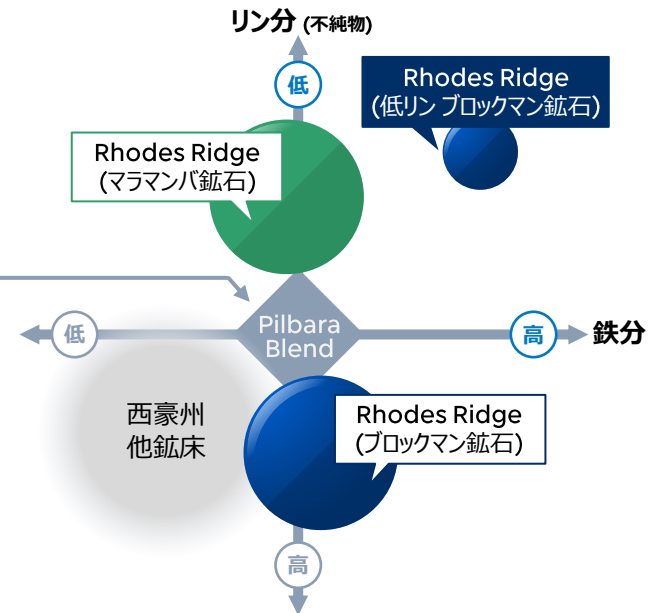 リン分 (不純物)
低
Rhodes Ridge
(低リン ブロックマン鉱石)
Rhodes Ridge
(マラマンバ鉱石)
低
Pilbara
Blend
高
鉄分
西豪州
他鉱床
Rhodes Ridge
(ブロックマン鉱石)
高